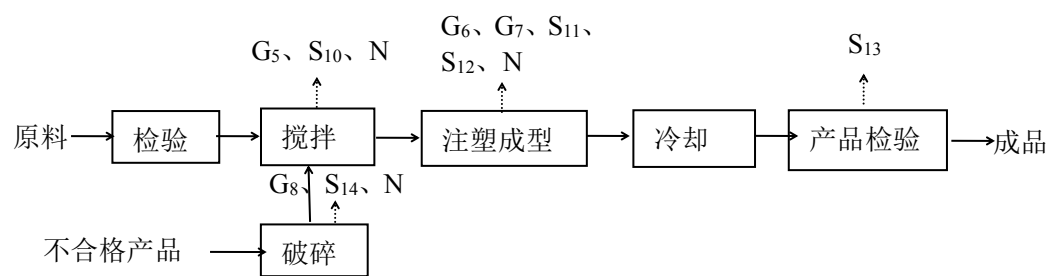 G₆、G₇、S₁₁、
S₁₂、N
G₅、S₁₀、N
S₁₃
原料
检验
搅拌
注塑成型
冷却
产品检验
成品
G₈、S₁₄、N
不合格产品
破碎